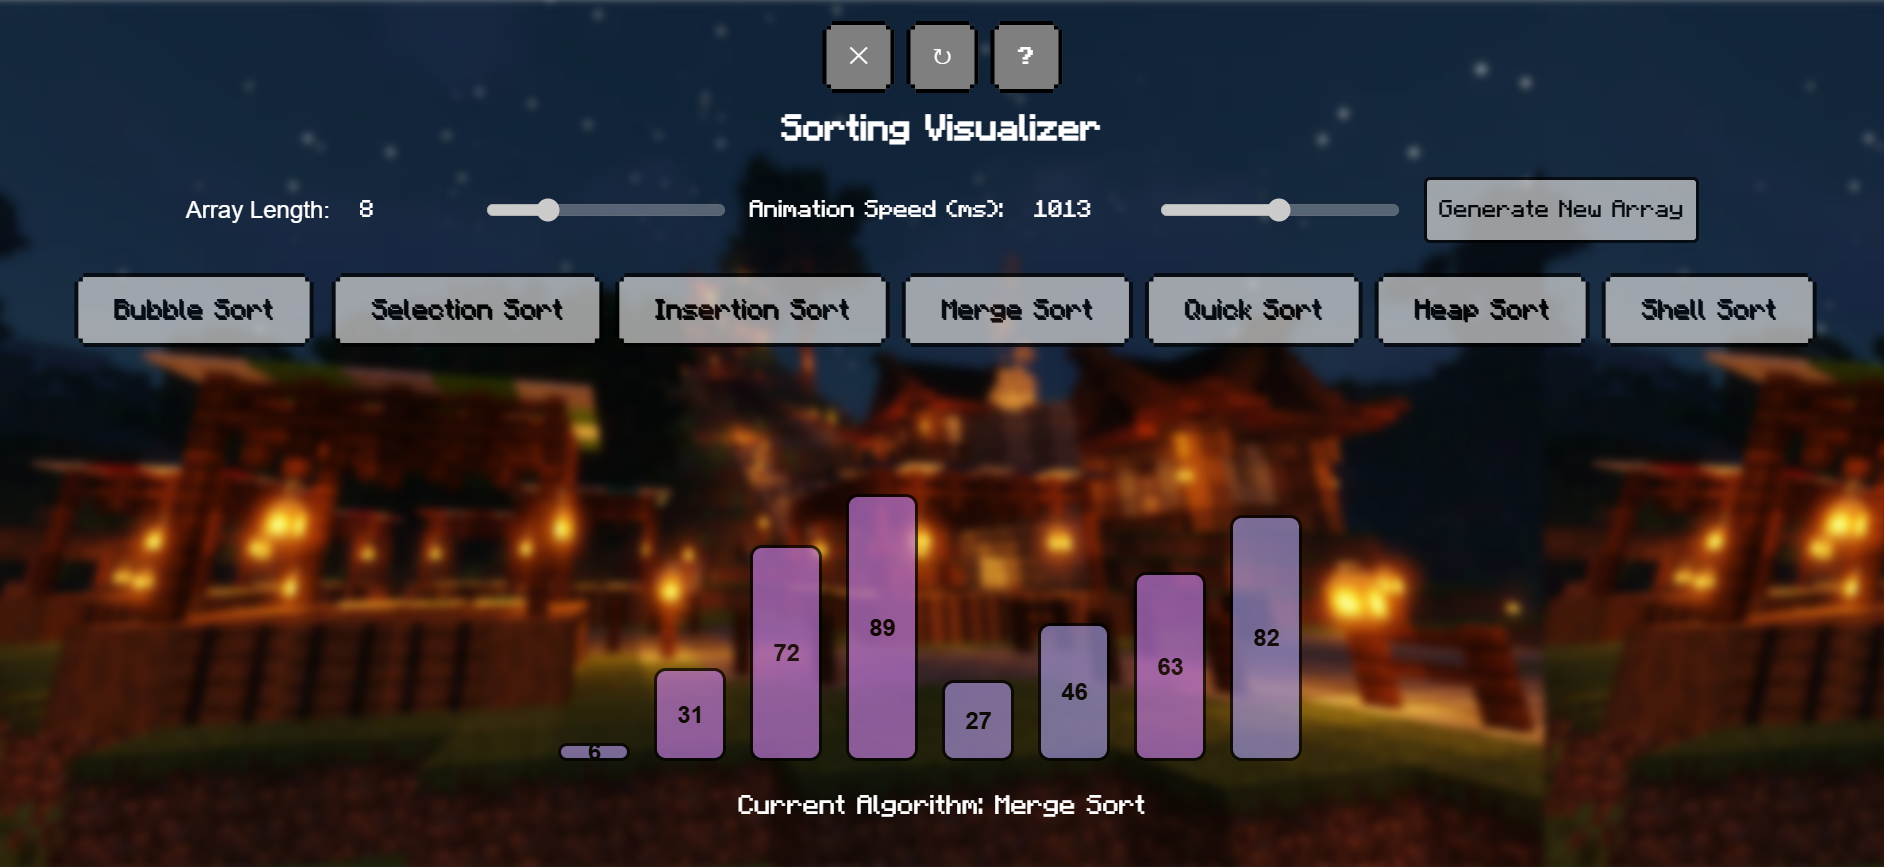 × ↻ ?
Sorting Visualizer
Array Length: 8 Animation Speed (ms): 1013 Generate New Array
Bubble Sort Selection Sort Insertion Sort Merge Sort Quick Sort Heap Sort Shell Sort
6 31 72 89 27 46 63 82
Current Algorithm: Merge Sort